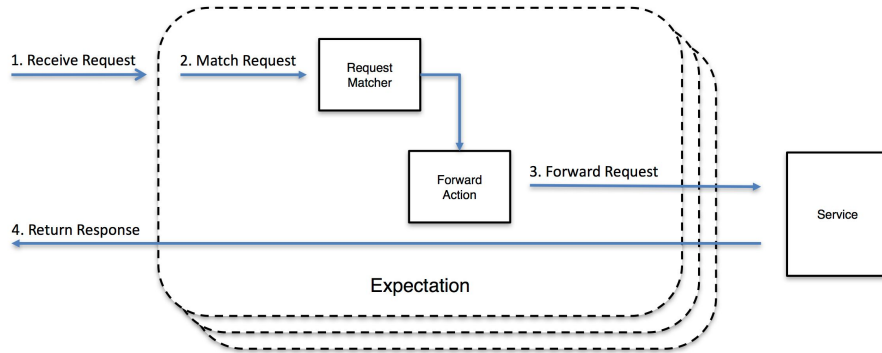 1. Receive Request
2. Match Request
Request
Matcher
Forward
Action
3. Forward Request
Service
4. Return Response
Expectation